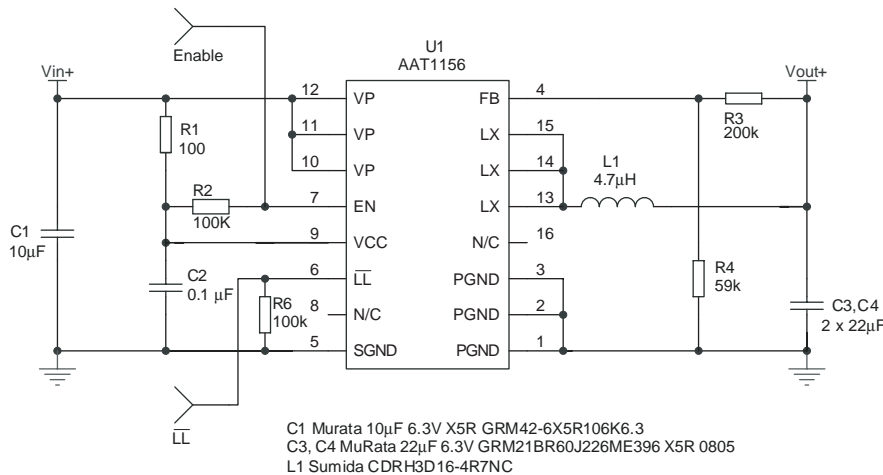 Enable
U1
AAT1156
Vin+
Vout+
12 VP FB 4
R1
100
R3
200k
11 VP LX 15
10 VP LX 14
L1
4.7µH
R2
100K
7 EN LX 13
C1
10µF
9 VCC N/C 16
C2
0.1 µF
6 LL PGND 3
R4
59k
R6
100k
8 N/C PGND 2
C3,C4
2 x 22µF
5 SGND PGND 1
LL
C1 Murata 10µF 6.3V X5R GRM42-6X5R106K6.3
C3, C4 MuRata 22µF 6.3V GRM21BR60J226ME396 X5R 0805
L1 Sumida CDRH3D16-4R7NC